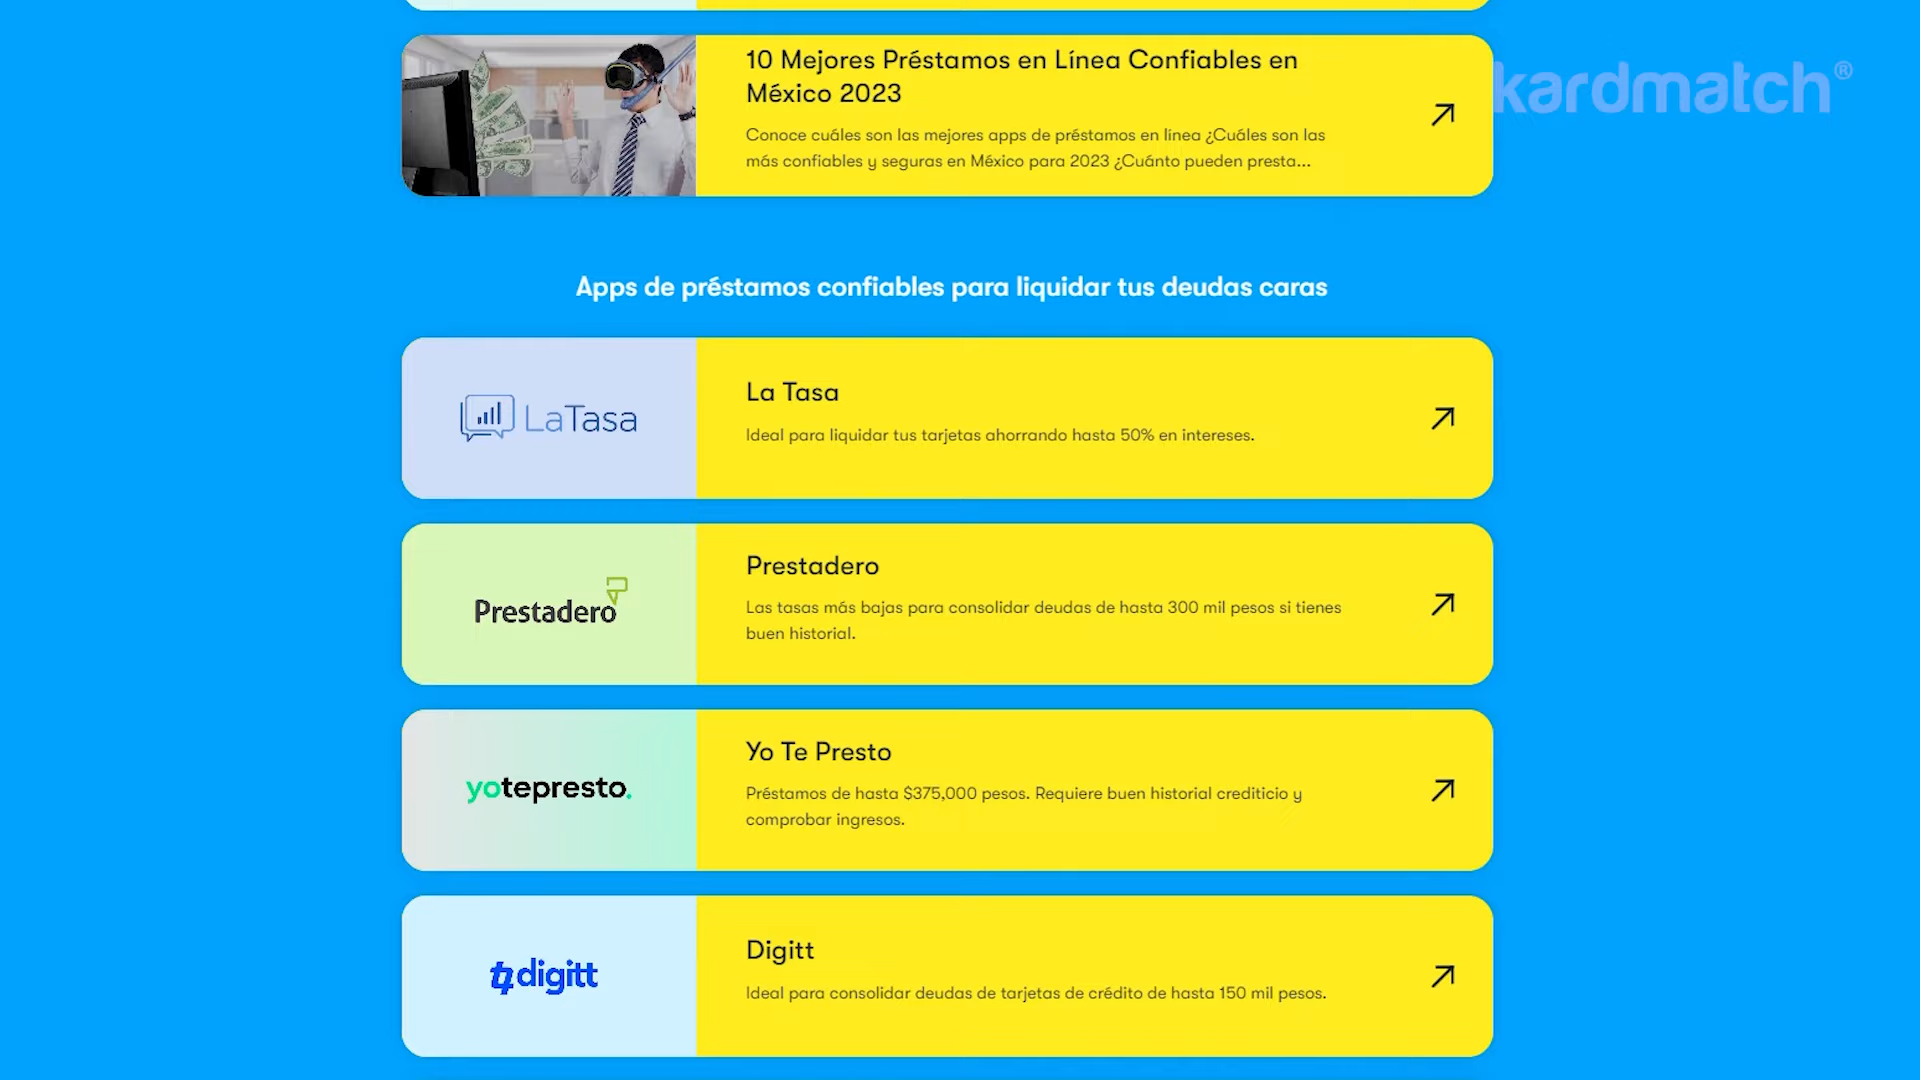 10 Mejores Préstamos en Línea Confiables en
México 2023
Conoce cuáles son las mejores apps de préstamos en línea ¿Cuáles son las
más confiables y seguras en México para 2023 ¿Cuánto pueden presta...
kardmatch®
Apps de préstamos confiables para liquidar tus deudas caras
LaTasa
La Tasa
Ideal para liquidar tus tarjetas ahorrando hasta 50% en intereses.
Prestadero
Prestadero
Las tasas más bajas para consolidar deudas de hasta 300 mil pesos si tienes
buen historial.
yotepresto.
Yo Te Presto
Préstamos de hasta $375,000 pesos. Requiere buen historial crediticio y
comprobar ingresos.
digitt
Digitt
Ideal para consolidar deudas de tarjetas de crédito de hasta 150 mil pesos.